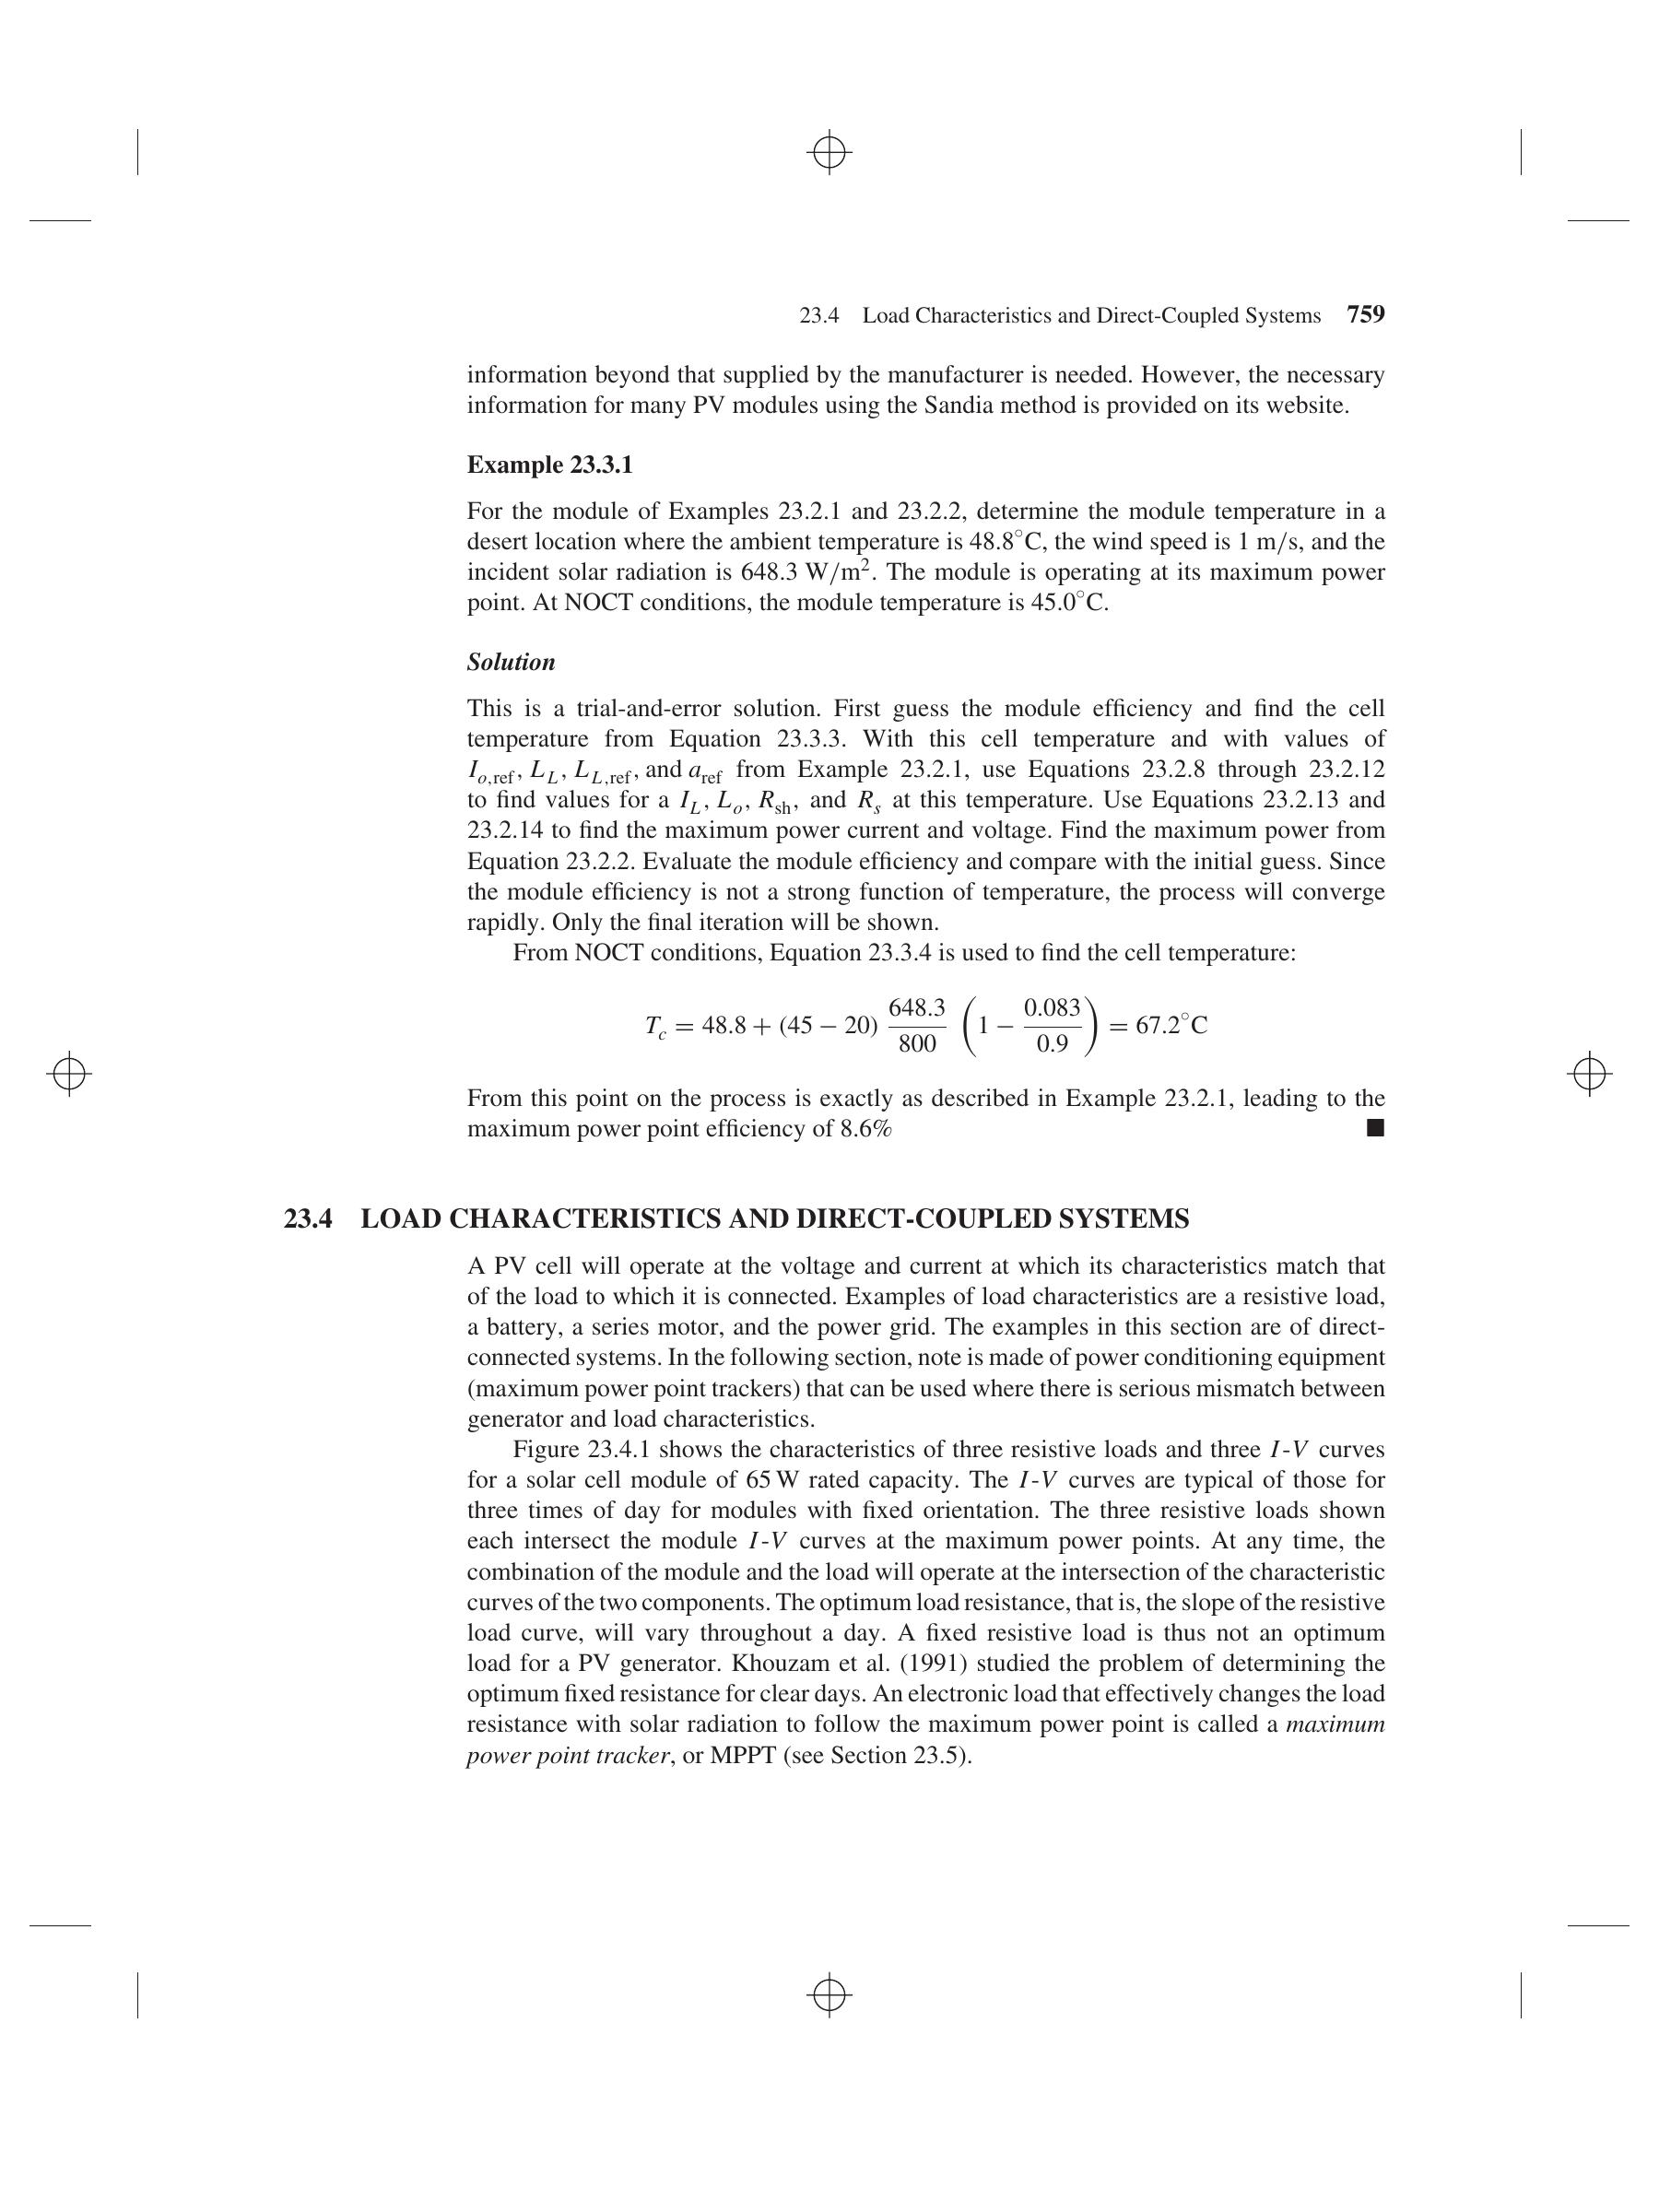 23.4 Load Characteristics and Direct-Coupled Systems 759
information beyond that supplied by the manufacturer is needed. However, the necessary
information for many PV modules using the Sandia method is provided on its website.
Example 23.3.1
For the module of Examples 23.2.1 and 23.2.2, determine the module temperature in a
desert location where the ambient temperature is 48.8°C, the wind speed is 1 m/s, and the
incident solar radiation is 648.3 W/m². The module is operating at its maximum power
point. At NOCT conditions, the module temperature is 45.0°C.
Solution
This is a trial-and-error solution. First guess the module efficiency and find the cell
temperature from Equation 23.3.3. With this cell temperature and with values of
I_{o,ref}, L_L, L_{L,ref}, and a_{ref} from Example 23.2.1, use Equations 23.2.8 through 23.2.12
to find values for a I_L, L_o, R_{sh}, and R_s at this temperature. Use Equations 23.2.13 and
23.2.14 to find the maximum power current and voltage. Find the maximum power from
Equation 23.2.2. Evaluate the module efficiency and compare with the initial guess. Since
the module efficiency is not a strong function of temperature, the process will converge
rapidly. Only the final iteration will be shown.
From NOCT conditions, Equation 23.3.4 is used to find the cell temperature:
T_c = 48.8 + (45 − 20) 648.3/800 (1 − 0.083/0.9) = 67.2°C
From this point on the process is exactly as described in Example 23.2.1, leading to the
maximum power point efficiency of 8.6% ■
23.4 LOAD CHARACTERISTICS AND DIRECT-COUPLED SYSTEMS
A PV cell will operate at the voltage and current at which its characteristics match that
of the load to which it is connected. Examples of load characteristics are a resistive load,
a battery, a series motor, and the power grid. The examples in this section are of direct-
connected systems. In the following section, note is made of power conditioning equipment
(maximum power point trackers) that can be used where there is serious mismatch between
generator and load characteristics.
Figure 23.4.1 shows the characteristics of three resistive loads and three I-V curves
for a solar cell module of 65 W rated capacity. The I-V curves are typical of those for
three times of day for modules with fixed orientation. The three resistive loads shown
each intersect the module I-V curves at the maximum power points. At any time, the
combination of the module and the load will operate at the intersection of the characteristic
curves of the two components. The optimum load resistance, that is, the slope of the resistive
load curve, will vary throughout a day. A fixed resistive load is thus not an optimum
load for a PV generator. Khouzam et al. (1991) studied the problem of determining the
optimum fixed resistance for clear days. An electronic load that effectively changes the load
resistance with solar radiation to follow the maximum power point is called a maximum
power point tracker, or MPPT (see Section 23.5).